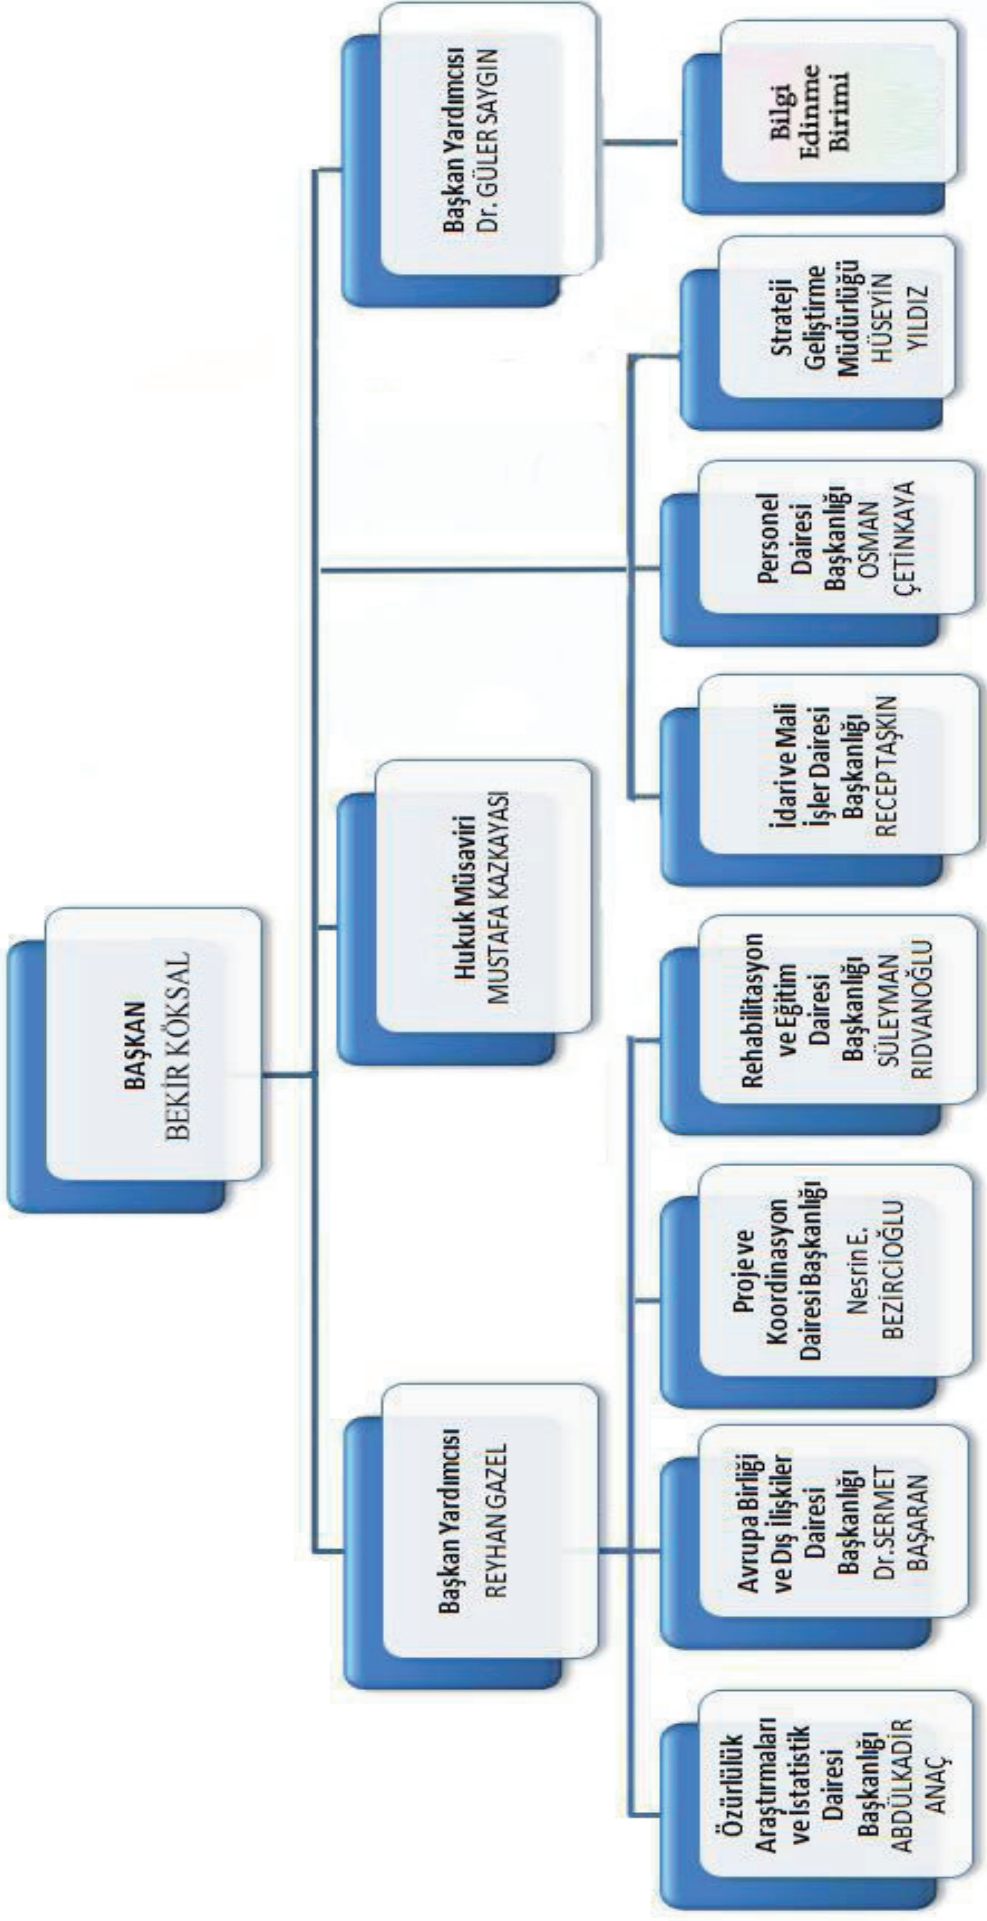 BAŞKAN
BEKİR KÖKSAL
Başkan Yardımcısı
REYHAN GAZEL
Hukuk Müsaviri
MUSTAFA KAZKAYASI
Başkan Yardımcısı
Dr. GÜLER SAYGIN
Özürlülük
Araştırmaları
ve İstatistik
Dairesi
Başkanlığı
ABDÜLKADİR
ANAÇ
Avrupa Birliği
ve Dış İlişkiler
Dairesi
Başkanlığı
Dr.SERMET
BAŞARAN
Proje ve
Koordinasyon
Dairesi Başkanlığı
Nesrin E.
BEZİRCİOĞLU
Rehabilitasyon
ve Eğitim
Dairesi
Başkanlığı
SÜLEYMAN
RIDVANOĞLU
İdari ve Mali
İşler Dairesi
Başkanlığı
RECEP TAŞKIN
Personel
Dairesi
Başkanlığı
OSMAN
ÇETİNKAYA
Strateji
Geliştirme
Müdürlüğü
HÜSEYİN
YILDIZ
Bilgi
Edinme
Birimi